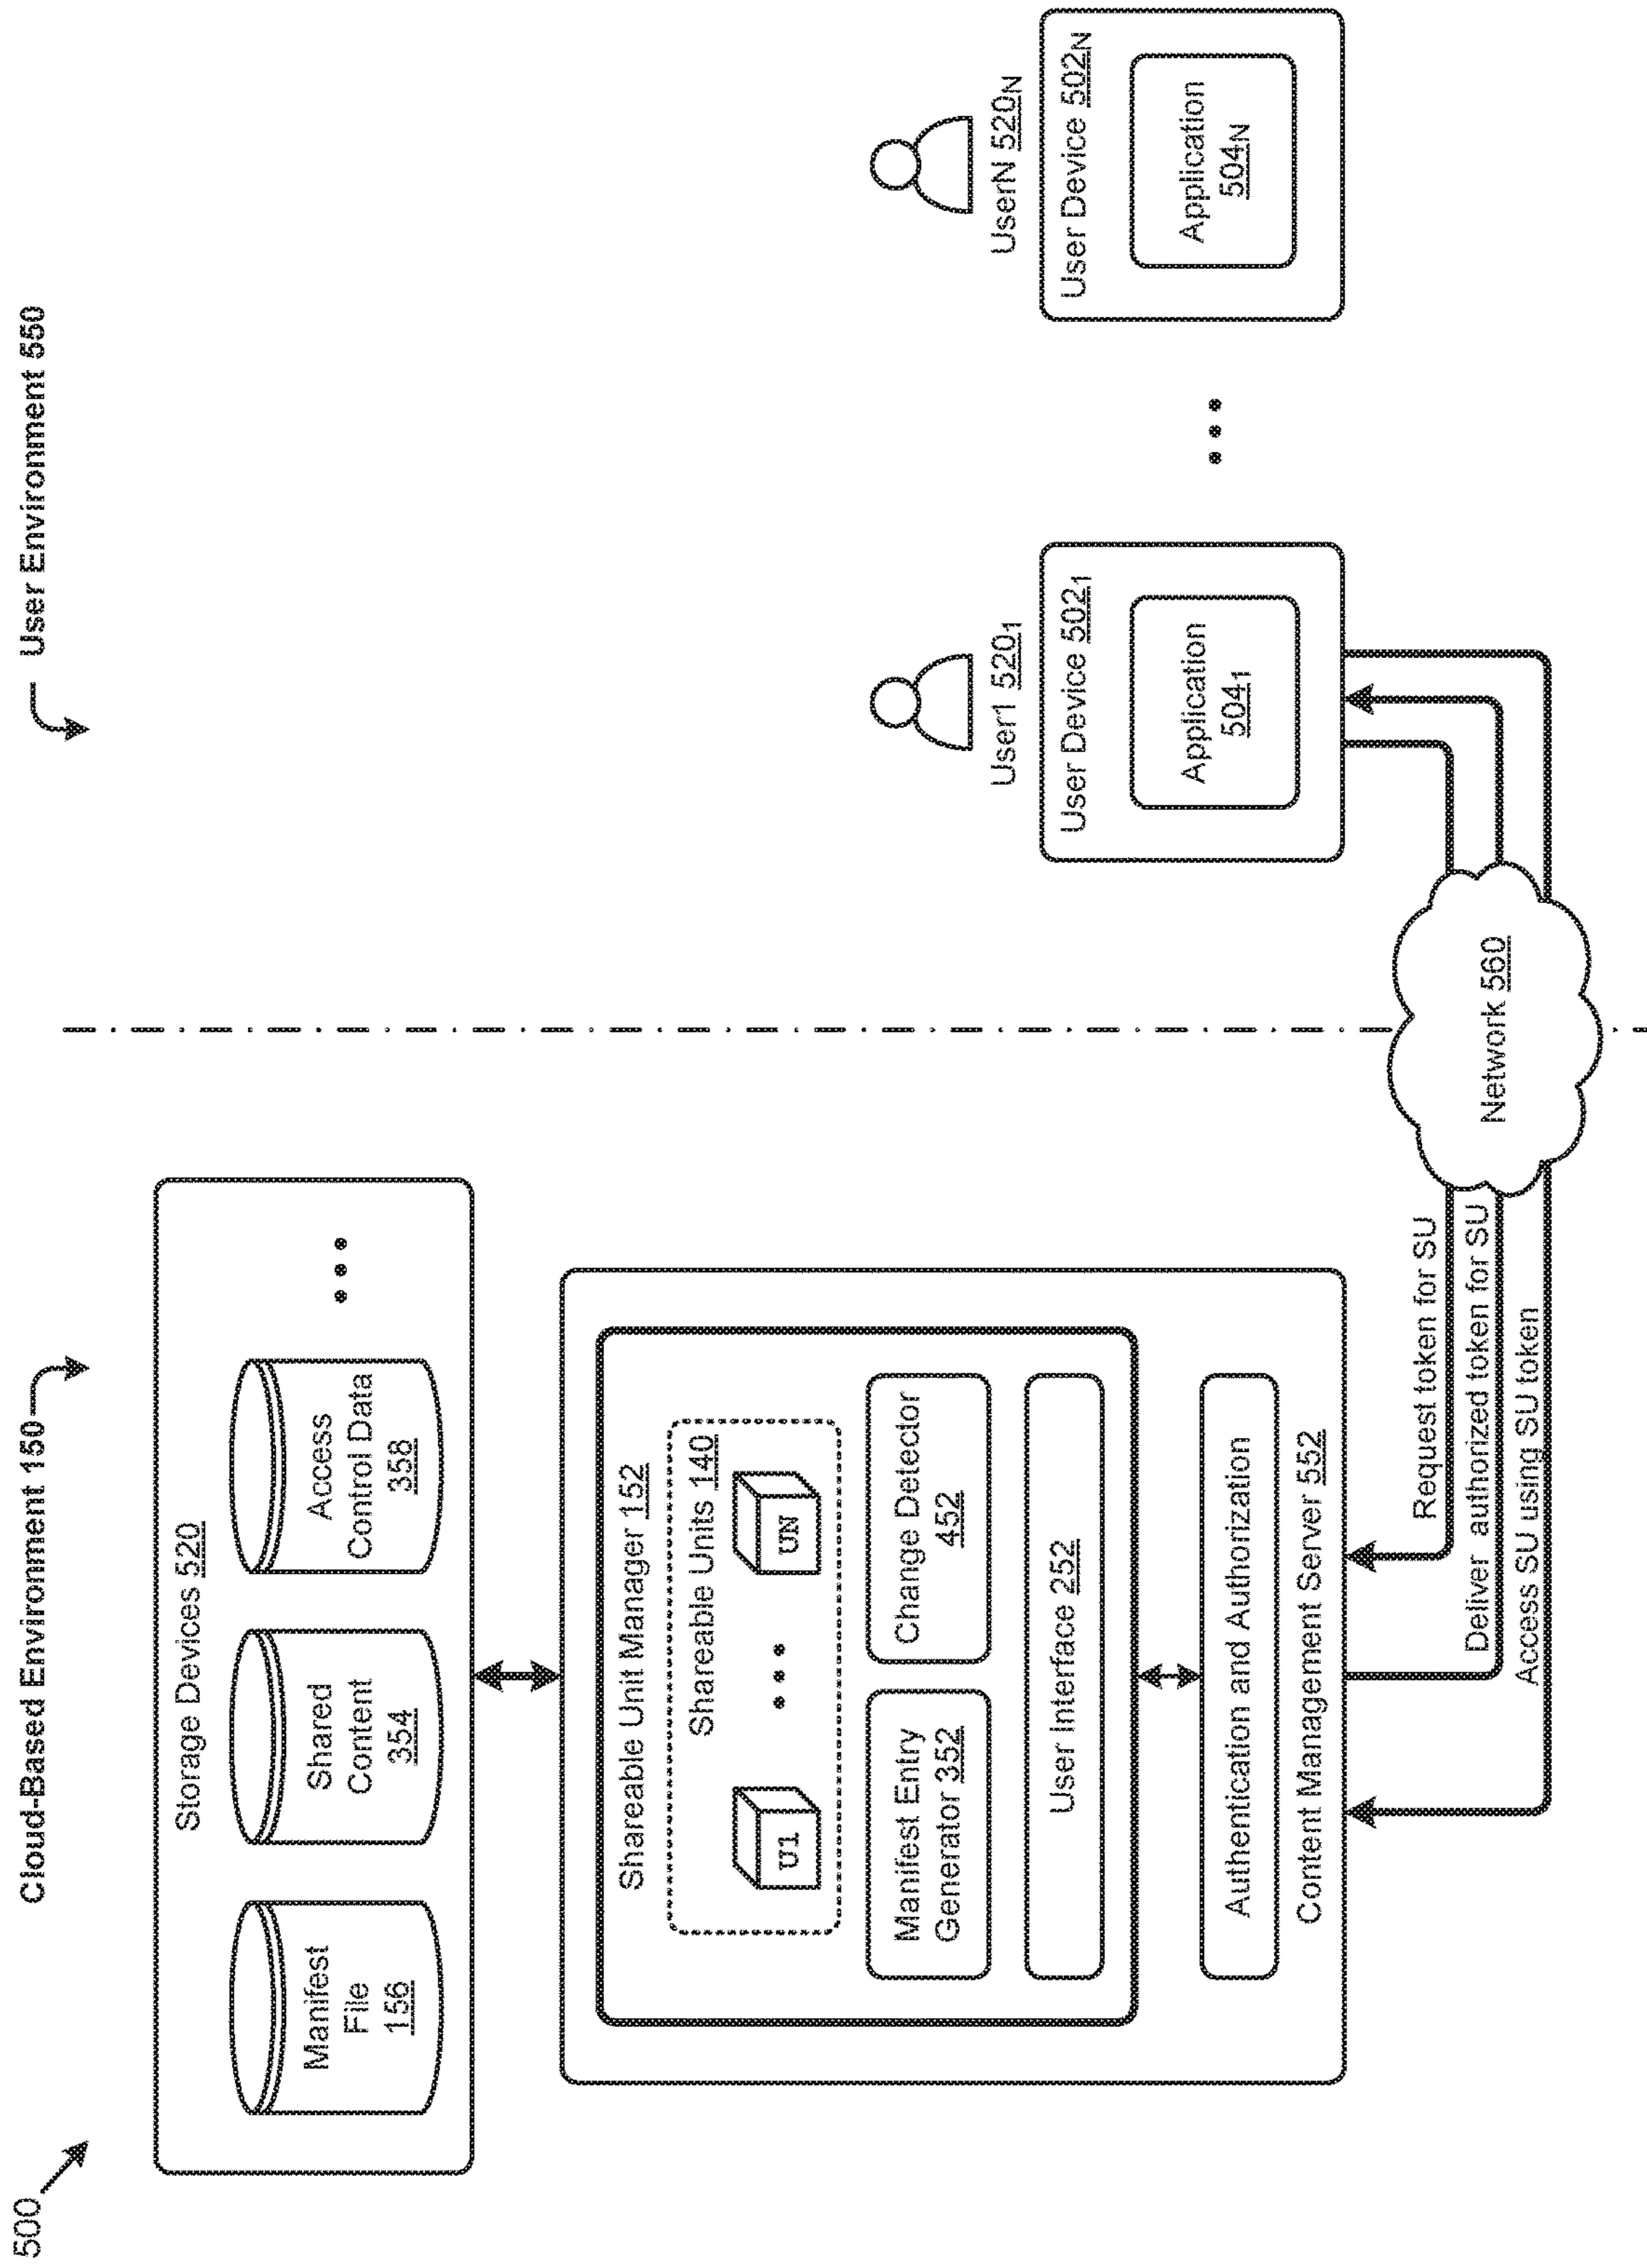 500
Cloud-Based Environment 150
User Environment 550
Storage Devices 520
Manifest
File
156
Shared
Content
354
Access
Control Data
358
Shareable Unit Manager 152
Shareable Units 140
U1
UN
Manifest Entry
Generator 352
Change Detector
452
User Interface 252
Authentication and Authorization
Content Management Server 552
User1 520₁
User Device 502₁
Application
504₁
UserN 520N
User Device 502N
Application
504N
Request token for SU
Deliver authorized token for SU
Access SU using SU token
Network 560